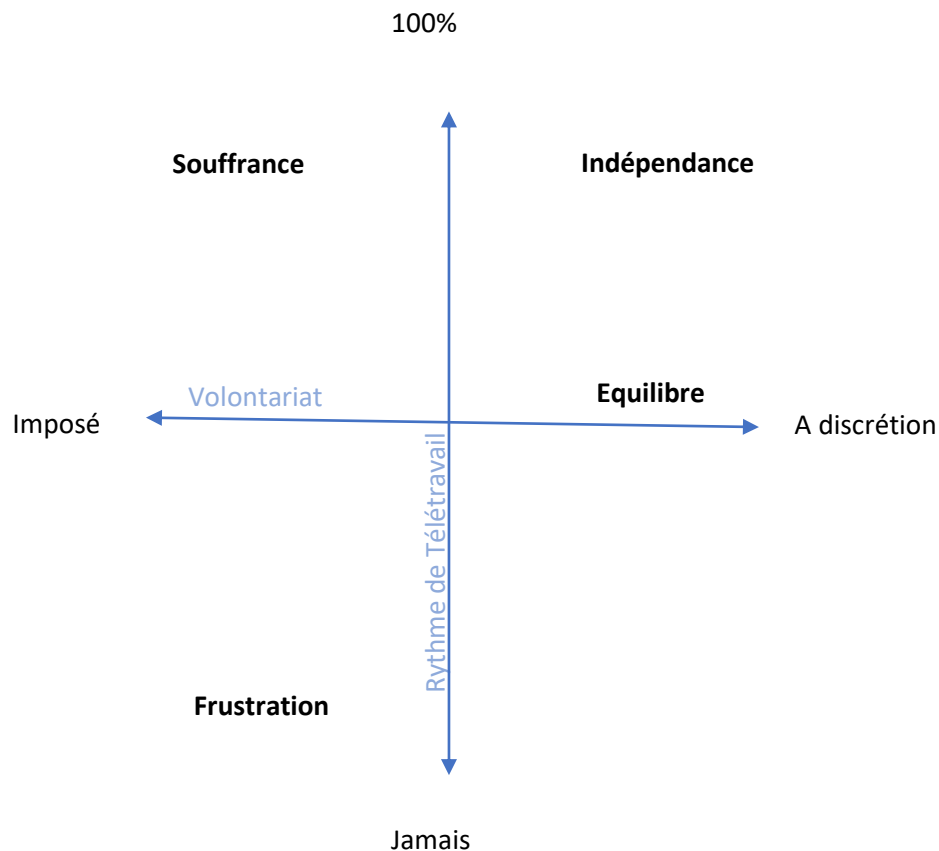 100%
Souffrance
Indépendance
Volontariat
Equilibre
Imposé
A discrétion
Rythme de Télétravail
Frustration
Jamais